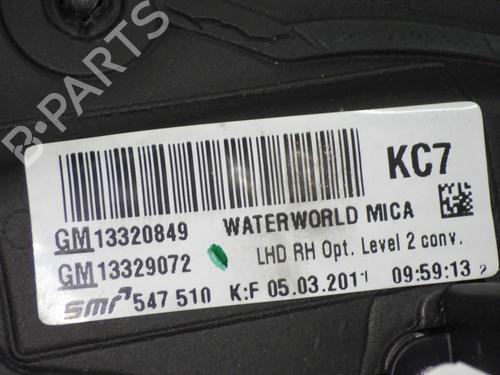 B-PARTS
KC7
GM13320849 WATERWORLD MICA
GM13329072 LHD RH Opt. Level 2 conv.
smr 547 510 K:F 05.03.2011 09:59:13 2